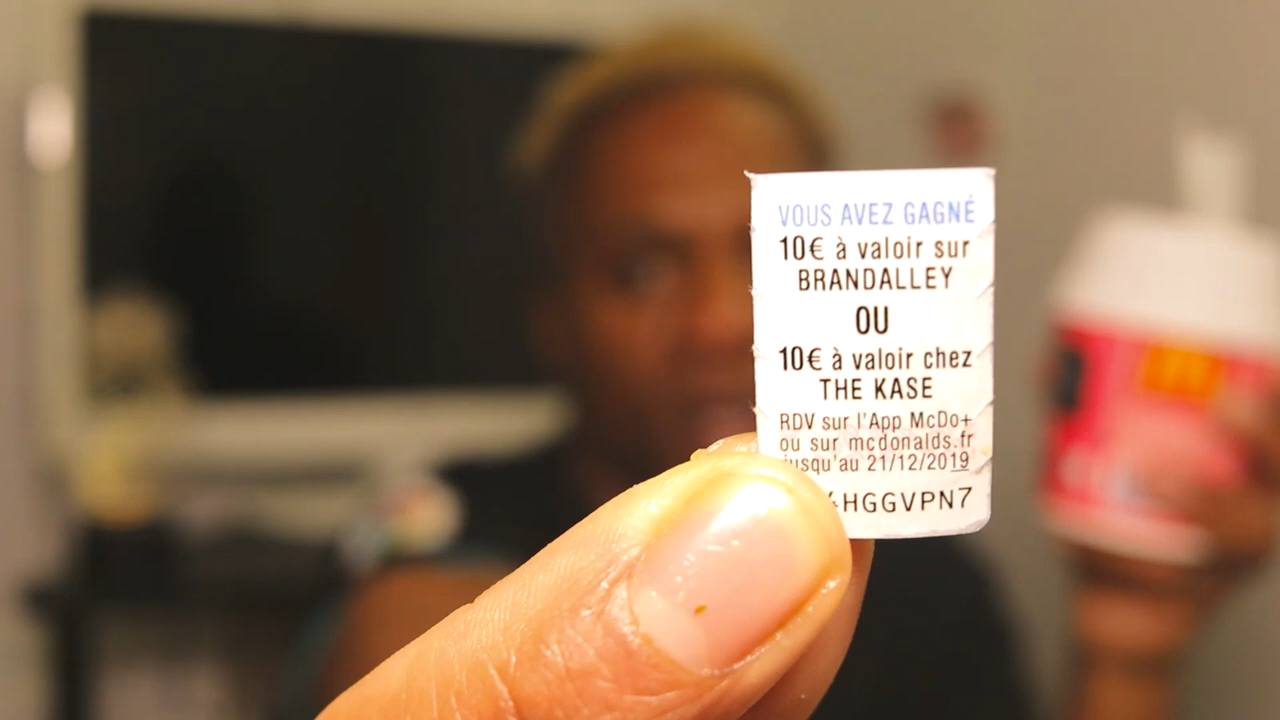 VOUS AVEZ GAGNÉ
10€ à valoir sur
BRANDALLEY
OU
10€ à valoir chez
THE KASE
RDV sur l'App McDo+
ou sur mcdonalds.fr
jusqu'au 21/12/2019
4HGGVPN7